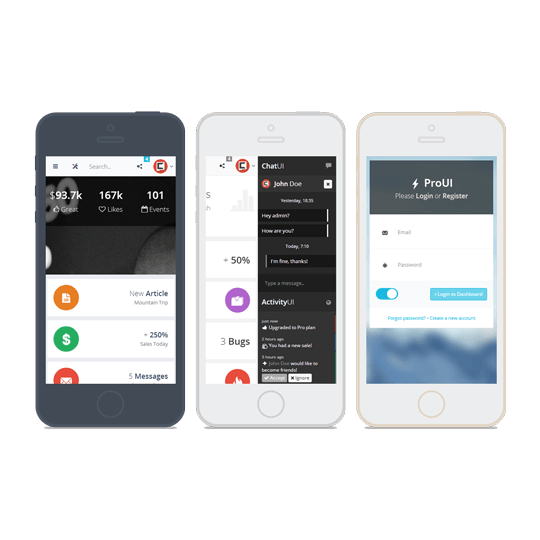 Search...
4
$93.7k
167k
101
Great
Likes
Events
New Article
Mountain Trip
+ 250%
Sales Today
5 Messages
4
+ 50%
3 Bugs
ChatUI
John Doe
Yesterday, 18:35
Hey admin?
How are you?
Today, 7:10
I'm fine, thanks!
Type a message..
ActivityUI
just now
Upgraded to Pro plan
2 hours ago
You had a new sale!
3 hours ago
John Doe would like to
become friends!
Accept
Ignore
ProUI
Please Login or Register
Email
Password
Login to Dashboard
Forgot password? • Create a new account